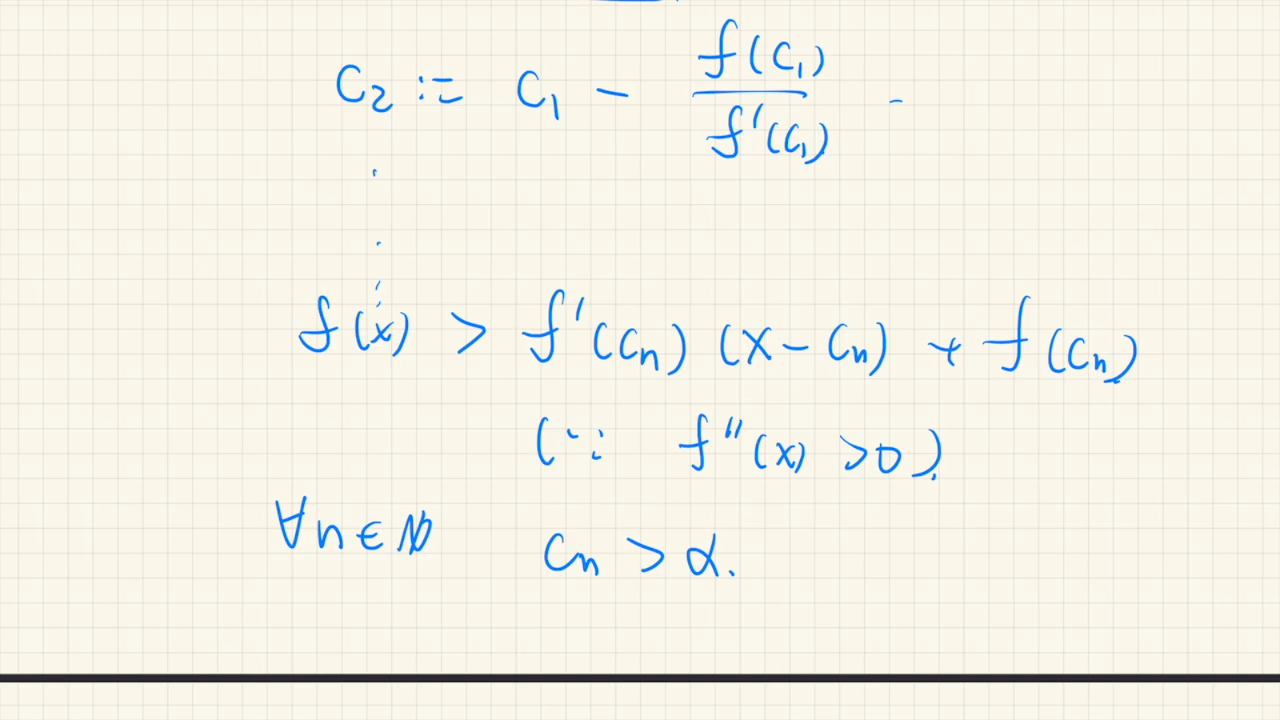 C₂ := C₁ - f(C₁) / f'(C₁) .
⋮
f(x) > f'(Cn) (x - Cn) + f(Cn)
(∵ f''(x) > 0).
∀n ∈ ℕ Cn > α.